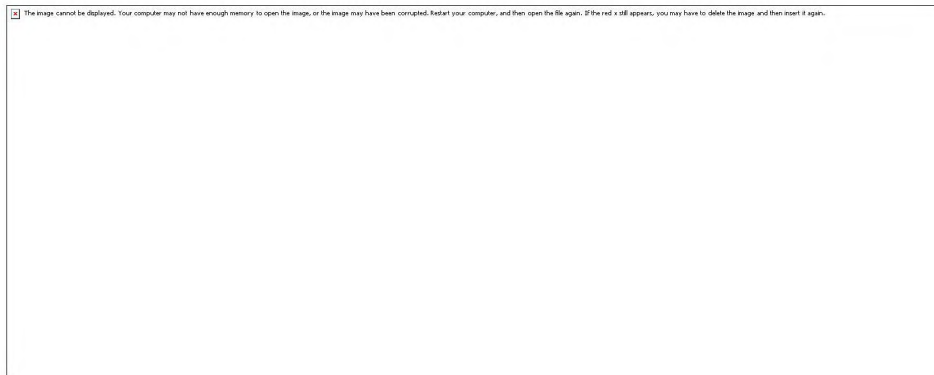 The image cannot be displayed. Your computer may not have enough memory to open the image, or the image may have been corrupted. Restart your computer, and then open the file again. If the red x still appears, you may have to delete the image and then insert it again.